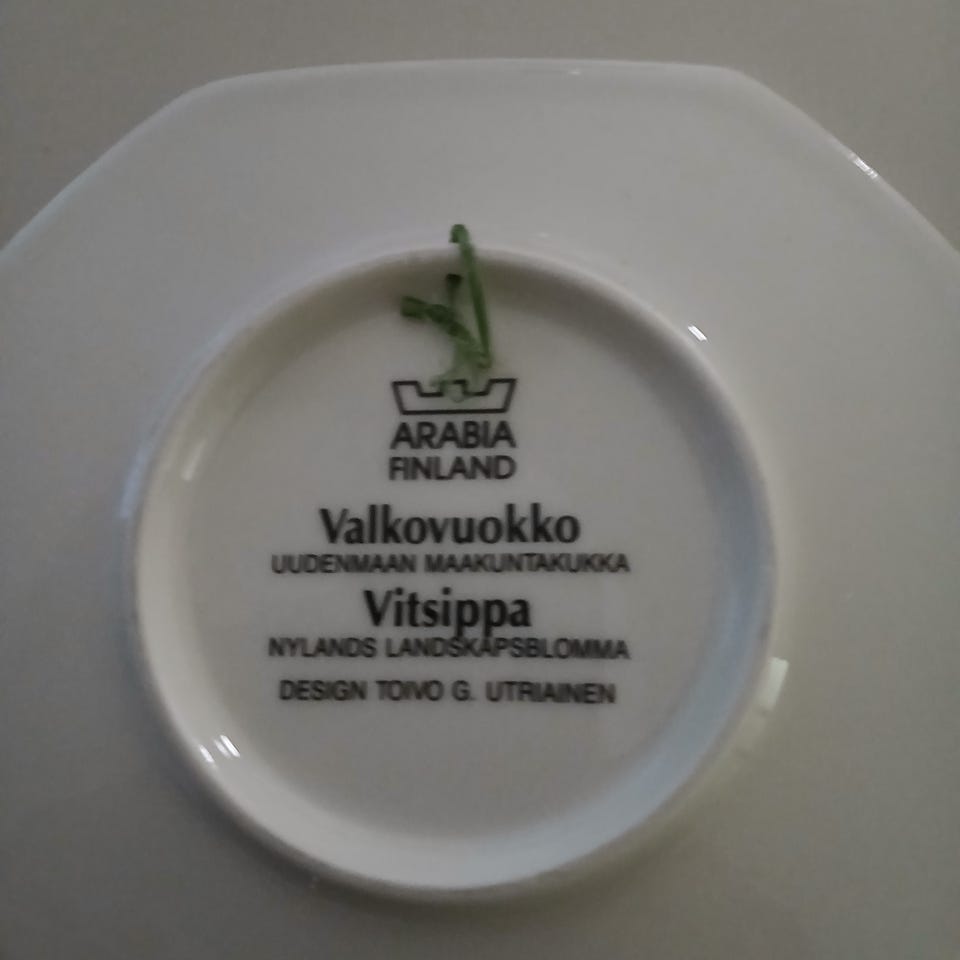 ARABIA
FINLAND
Valkovuokko
UUDENMAAN MAAKUNTAKUKKA
Vitsippa
NYLANDS LANDSKAPSBLOMMA
DESIGN TOIVO G. UTRIAINEN